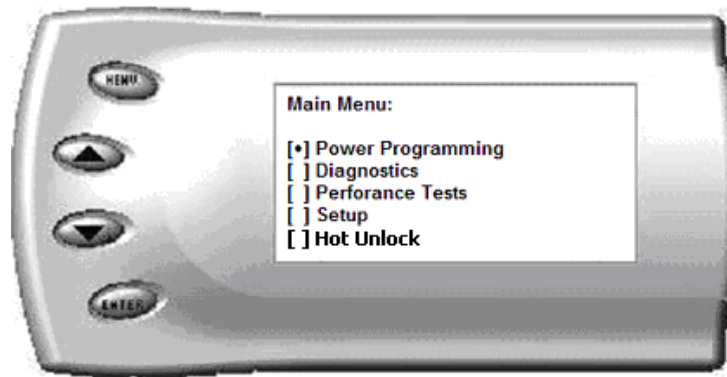 MENU
Main Menu:
[•] Power Programming
[ ] Diagnostics
[ ] Perforance Tests
[ ] Setup
[ ] Hot Unlock
ENTER